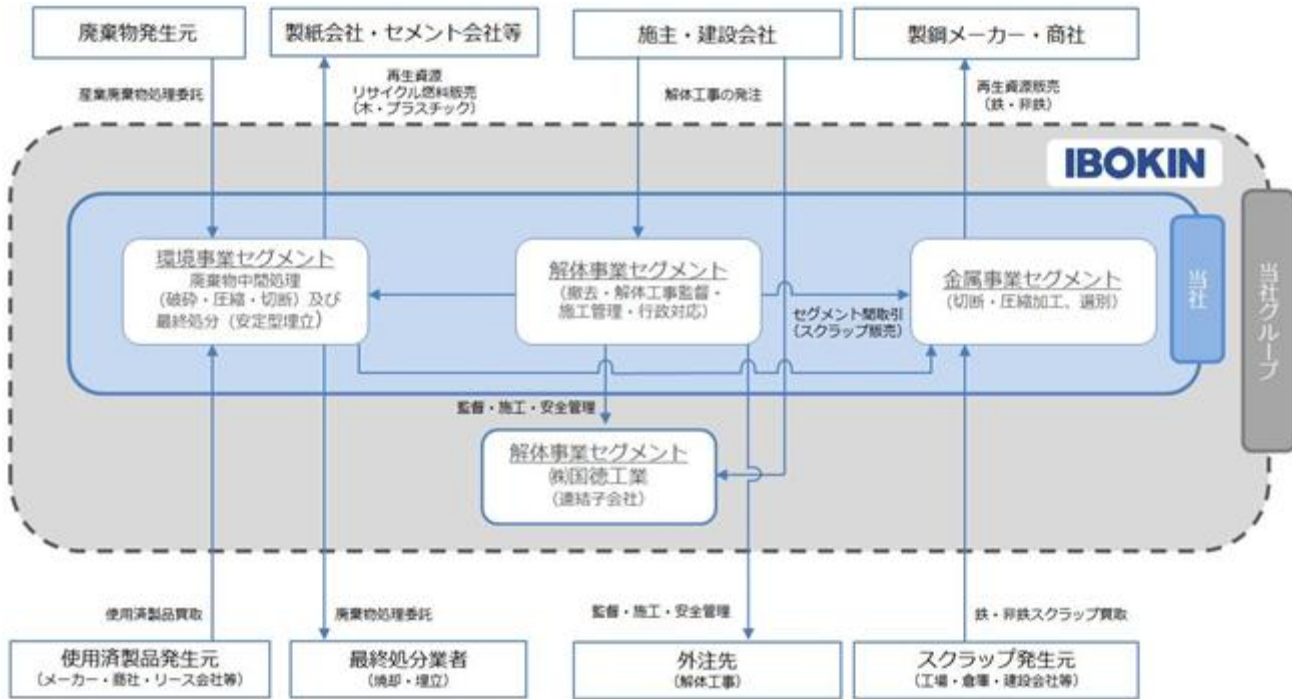 廃棄物発生元
製紙会社・セメント会社等
施主・建設会社
製鋼メーカー・商社
産業廃棄物処理委託
再生資源
リサイクル燃料販売
（木・プラスチック）
解体工事の発注
再生資源販売
（鉄・非鉄）
IBOKIN
環境事業セグメント
廃棄物中間処理
（破砕・圧縮・切断）及び
最終処分（安定型埋立）
解体事業セグメント
（撤去・解体工事監督・
施工管理・行政対応）
セグメント間取引
（スクラップ販売）
金属事業セグメント
（切断・圧縮加工、選別）
当社
当社グループ
監督・施工・安全管理
解体事業セグメント
㈱国徳工業
（連結子会社）
使用済製品買取
廃棄物処理委託
監督・施工・安全管理
鉄・非鉄スクラップ買取
使用済製品発生元
（メーカー・商社・リース会社等）
最終処分業者
（焼却・埋立）
外注先
（解体工事）
スクラップ発生元
（工場・倉庫・建設会社等）